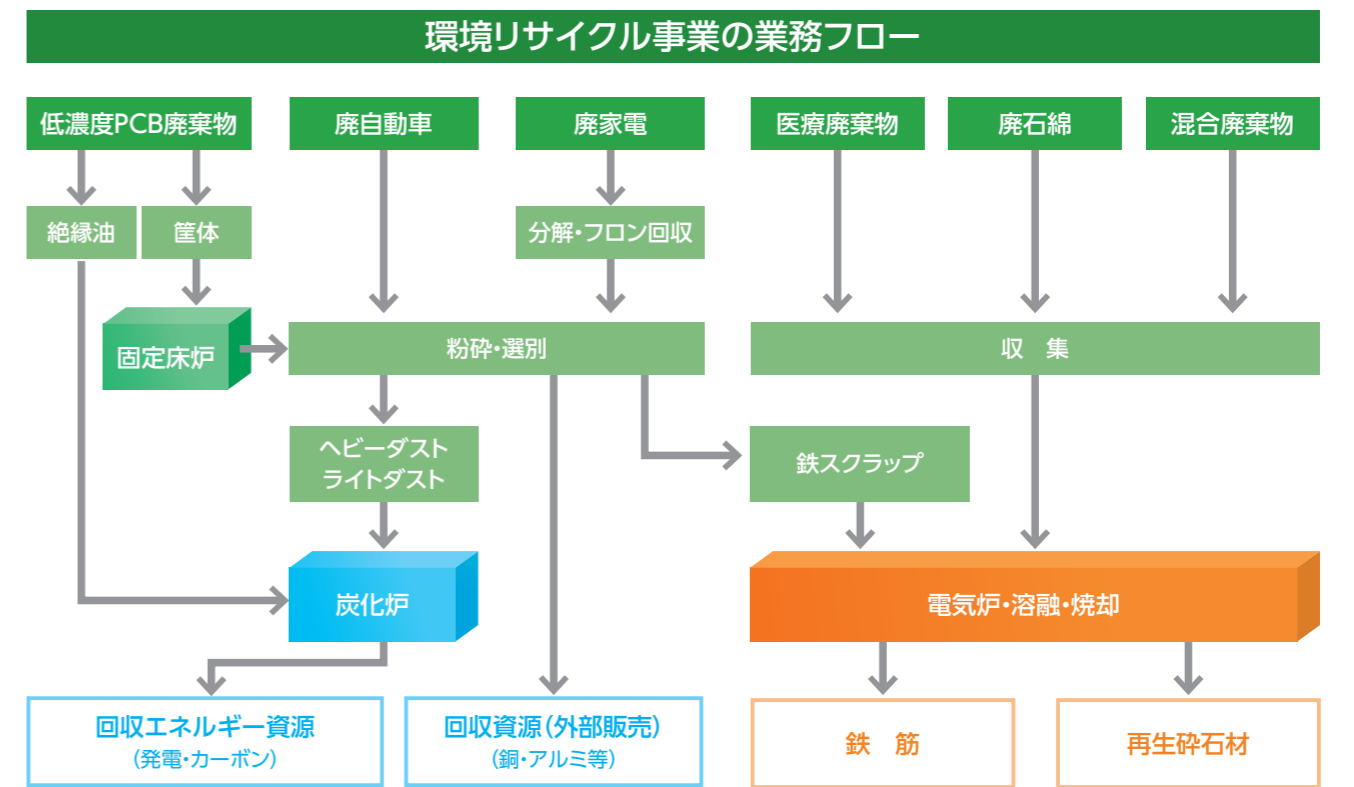 環境リサイクル事業の業務フロー
低濃度PCB廃棄物
廃自動車
廃家電
医療廃棄物
廃石綿
混合廃棄物
絶縁油
筐体
分解・フロン回収
固定床炉
粉砕・選別
収　集
ヘビーダスト
ライトダスト
鉄スクラップ
炭化炉
電気炉・溶融・焼却
回収エネルギー資源
（発電・カーボン）
回収資源（外部販売）
（銅・アルミ等）
鉄　筋
再生砕石材